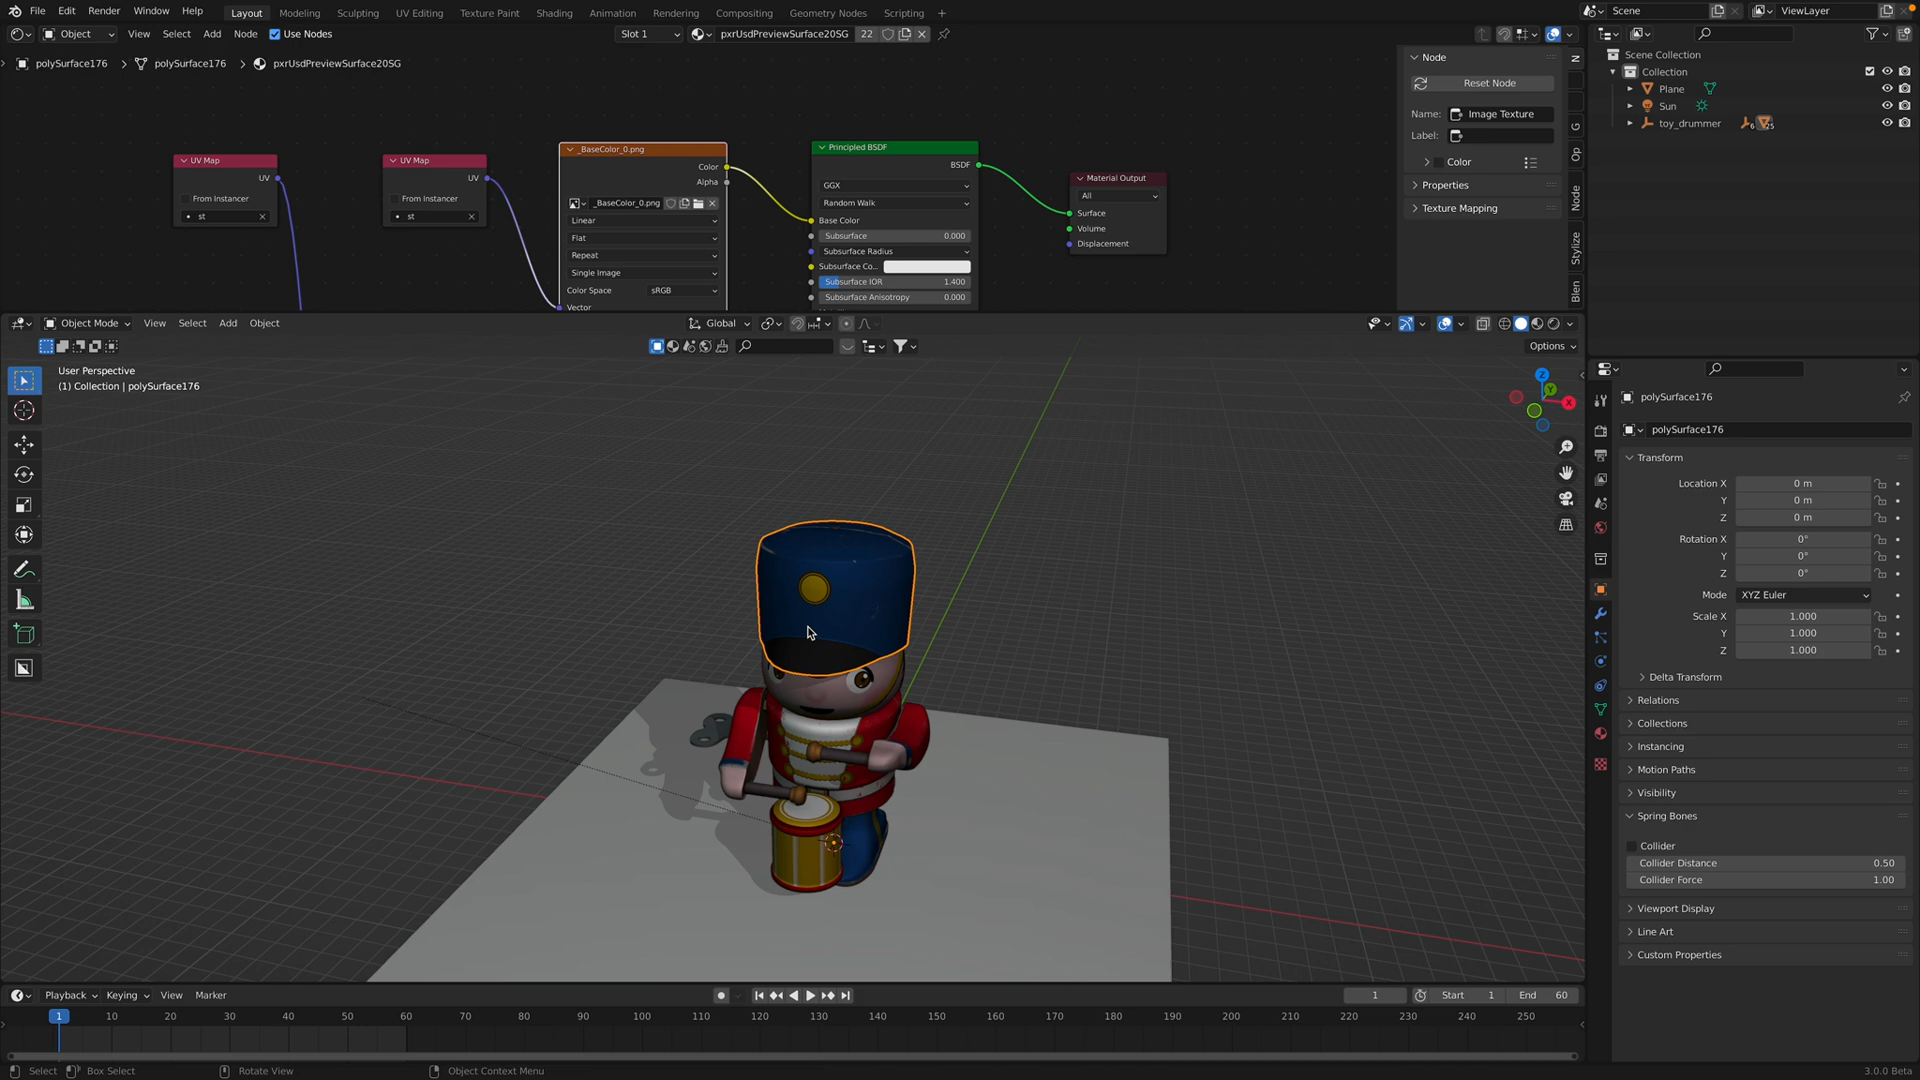 File Edit Render Window Help Layout Modeling Sculpting UV Editing Texture Paint Shading Animation Rendering Compositing Geometry Nodes Scripting + Scene ViewLayer
Object View Select Add Node Use Nodes Slot 1 pxrUsdPreviewSurface20SG 22
polySurface176 polySurface176 pxrUsdPreviewSurface20SG
Node
Reset Node
Name: Image Texture
Label:
Color
Properties
Texture Mapping
N
G
Op
Node
Stylize
Blen
UV Map
UV
From Instancer
st
UV Map
UV
From Instancer
st
_BaseColor_0.png
Color
Alpha
_BaseColor_0.png
Linear
Flat
Repeat
Single Image
Color Space sRGB
Vector
Principled BSDF
BSDF
GGX
Random Walk
Base Color
Subsurface 0.000
Subsurface Radius
Subsurface Co...
Subsurface IOR 1.400
Subsurface Anisotropy 0.000
Material Output
All
Surface
Volume
Displacement
Scene Collection
Collection
Plane
Sun
toy_drummer
Object Mode View Select Add Object Global
Options
User Perspective
(1) Collection | polySurface176
Z
Y
X
polySurface176
polySurface176
Transform
Location X 0 m
Y 0 m
Z 0 m
Rotation X 0°
Y 0°
Z 0°
Mode XYZ Euler
Scale X 1.000
Y 1.000
Z 1.000
Delta Transform
Relations
Collections
Instancing
Motion Paths
Visibility
Spring Bones
Collider
Collider Distance 0.50
Collider Force 1.00
Viewport Display
Line Art
Custom Properties
Playback Keying View Marker 1 Start 1 End 60
1 10 20 30 40 50 60 70 80 90 100 110 120 130 140 150 160 170 180 190 200 210 220 230 240 250
Select Box Select Rotate View Object Context Menu 3.0.0 Beta